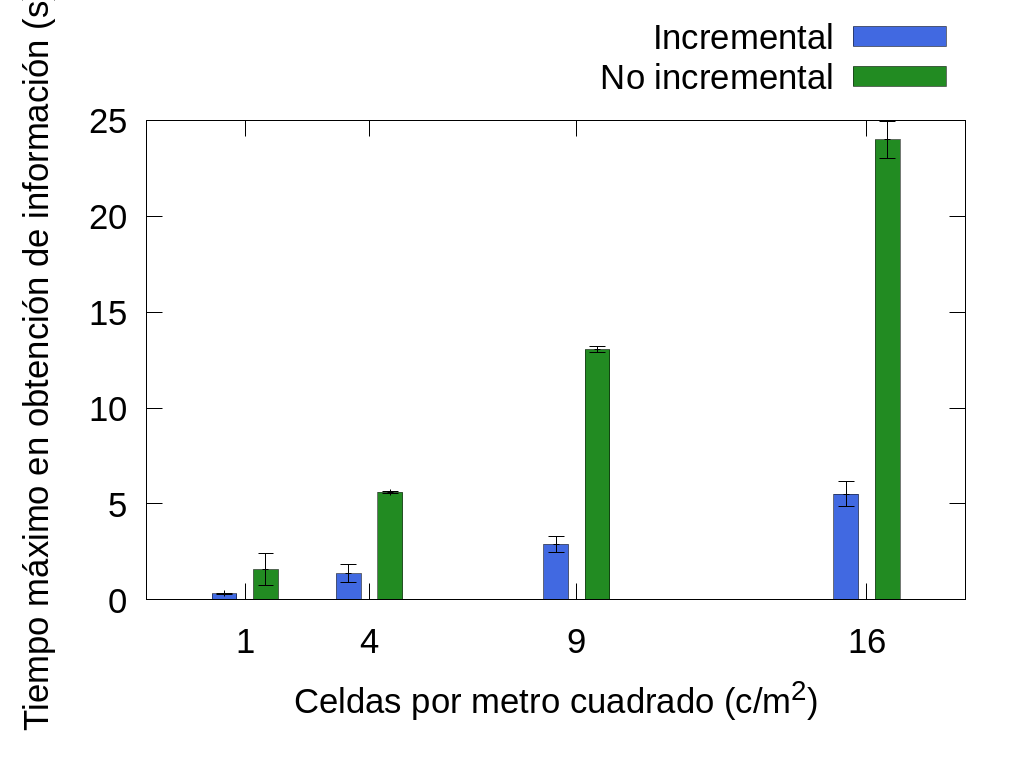 Incremental
No incremental
Tiempo máximo en obtención de información (s
25
20
15
10
5
0
1 4 9 16
Celdas por metro cuadrado (c/m²)